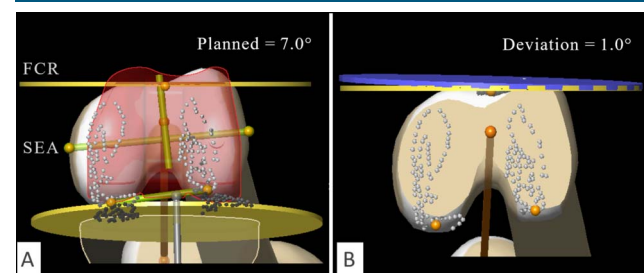 Planned = 7.0°
FCR
SEA
A
Deviation = 1.0°
B